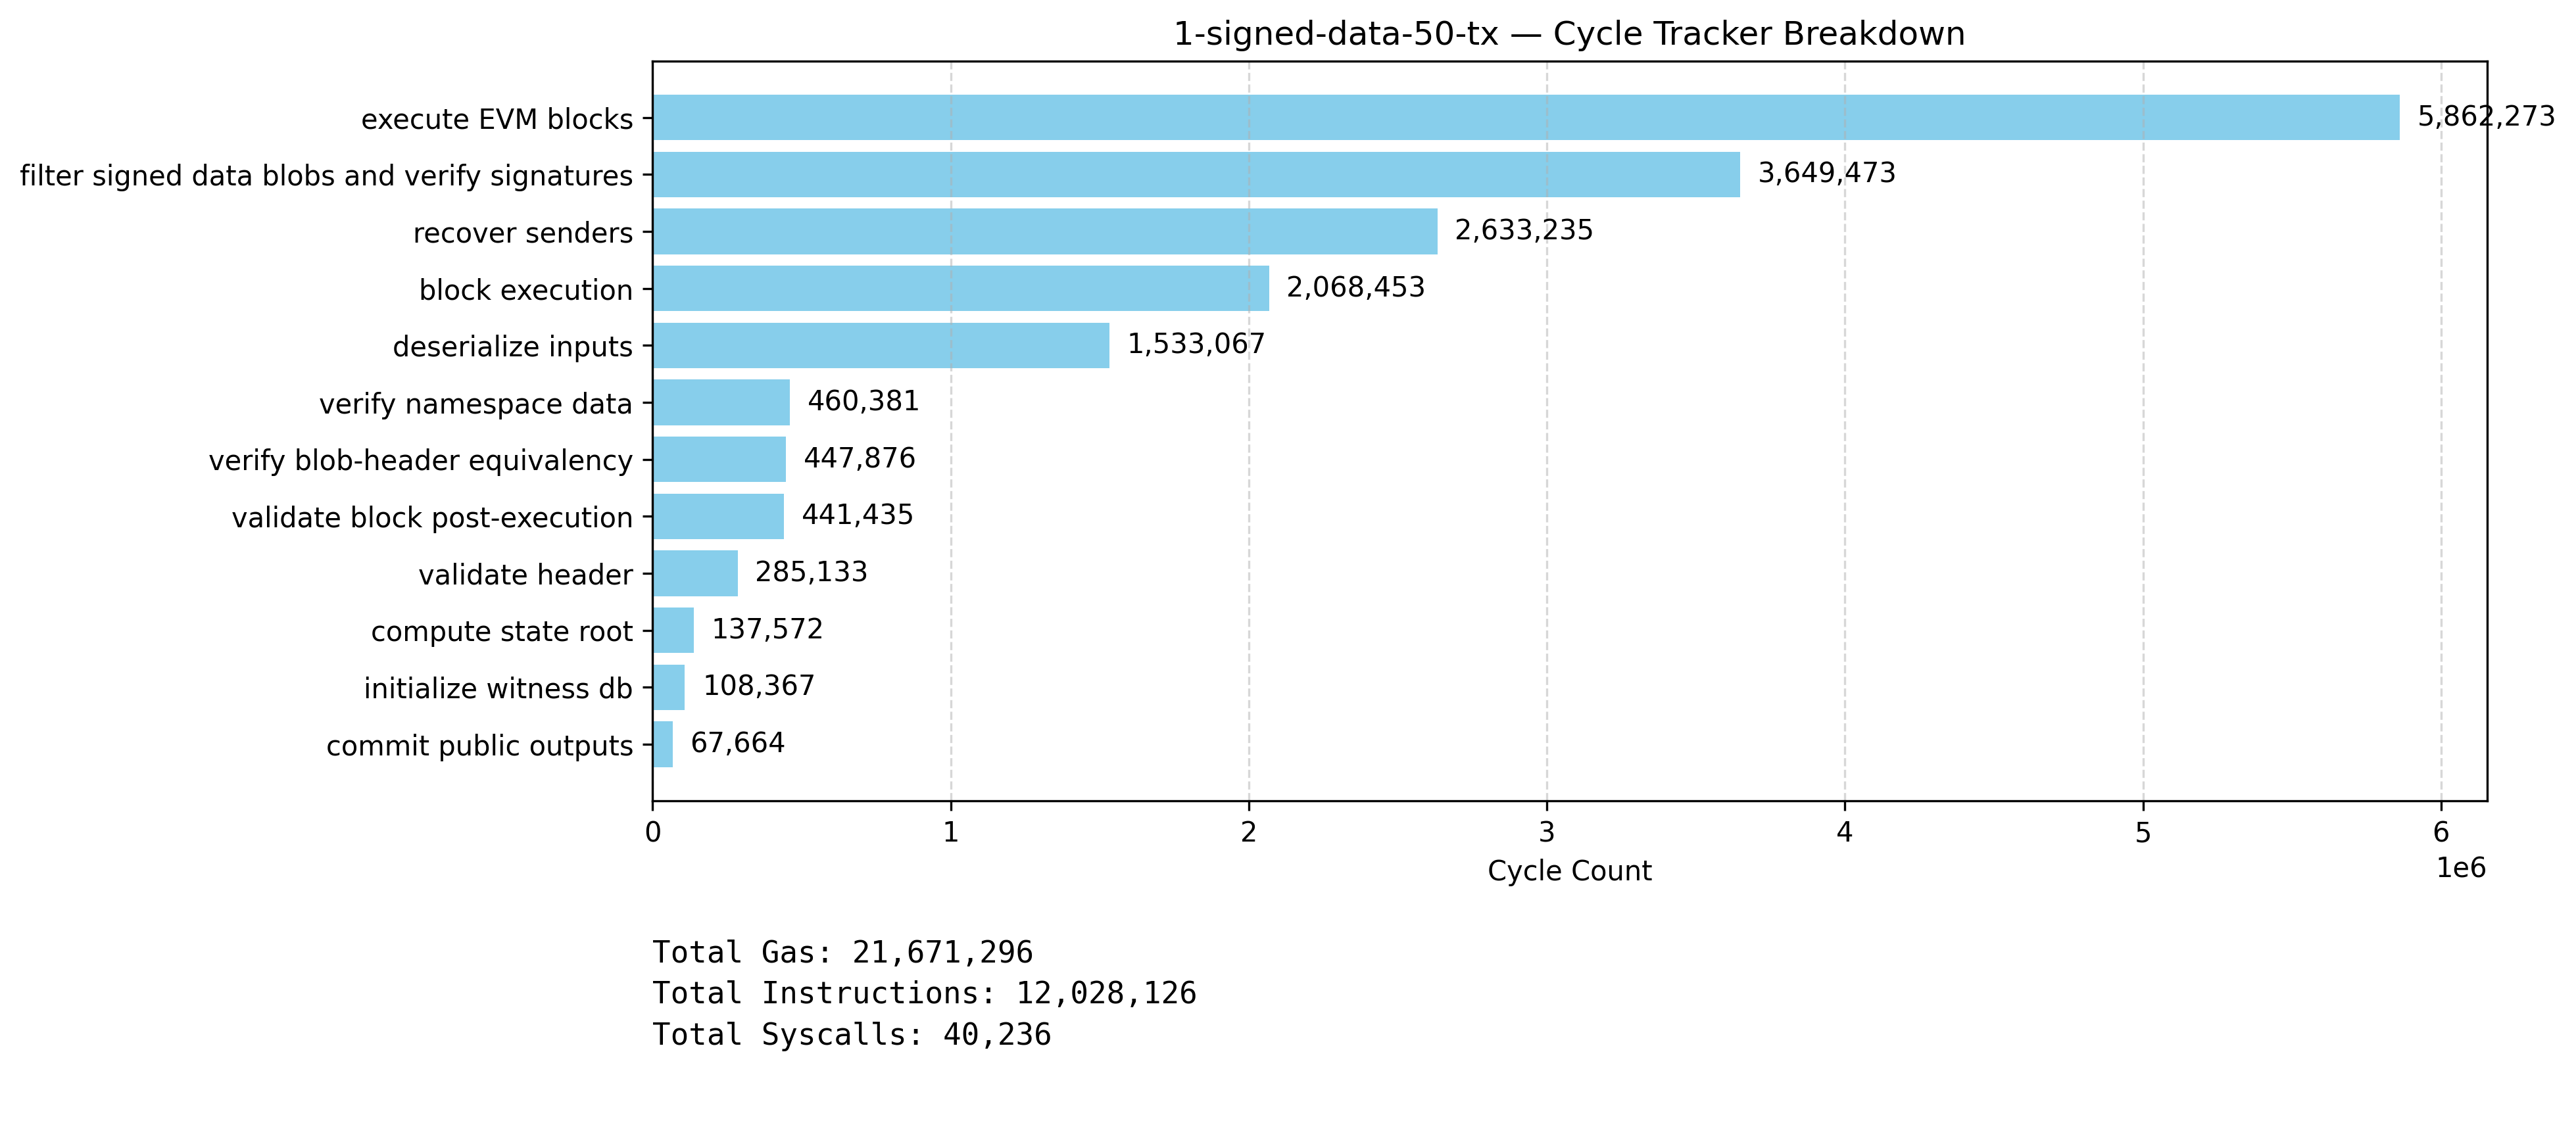 1-signed-data-50-tx — Cycle Tracker Breakdown
execute EVM blocks 5,862,273
filter signed data blobs and verify signatures 3,649,473
recover senders 2,633,235
block execution 2,068,453
deserialize inputs 1,533,067
verify namespace data 460,381
verify blob-header equivalency 447,876
validate block post-execution 441,435
validate header 285,133
compute state root 137,572
initialize witness db 108,367
commit public outputs 67,664
0 1 2 3 4 5 6
1e6
Cycle Count
Total Gas: 21,671,296
Total Instructions: 12,028,126
Total Syscalls: 40,236